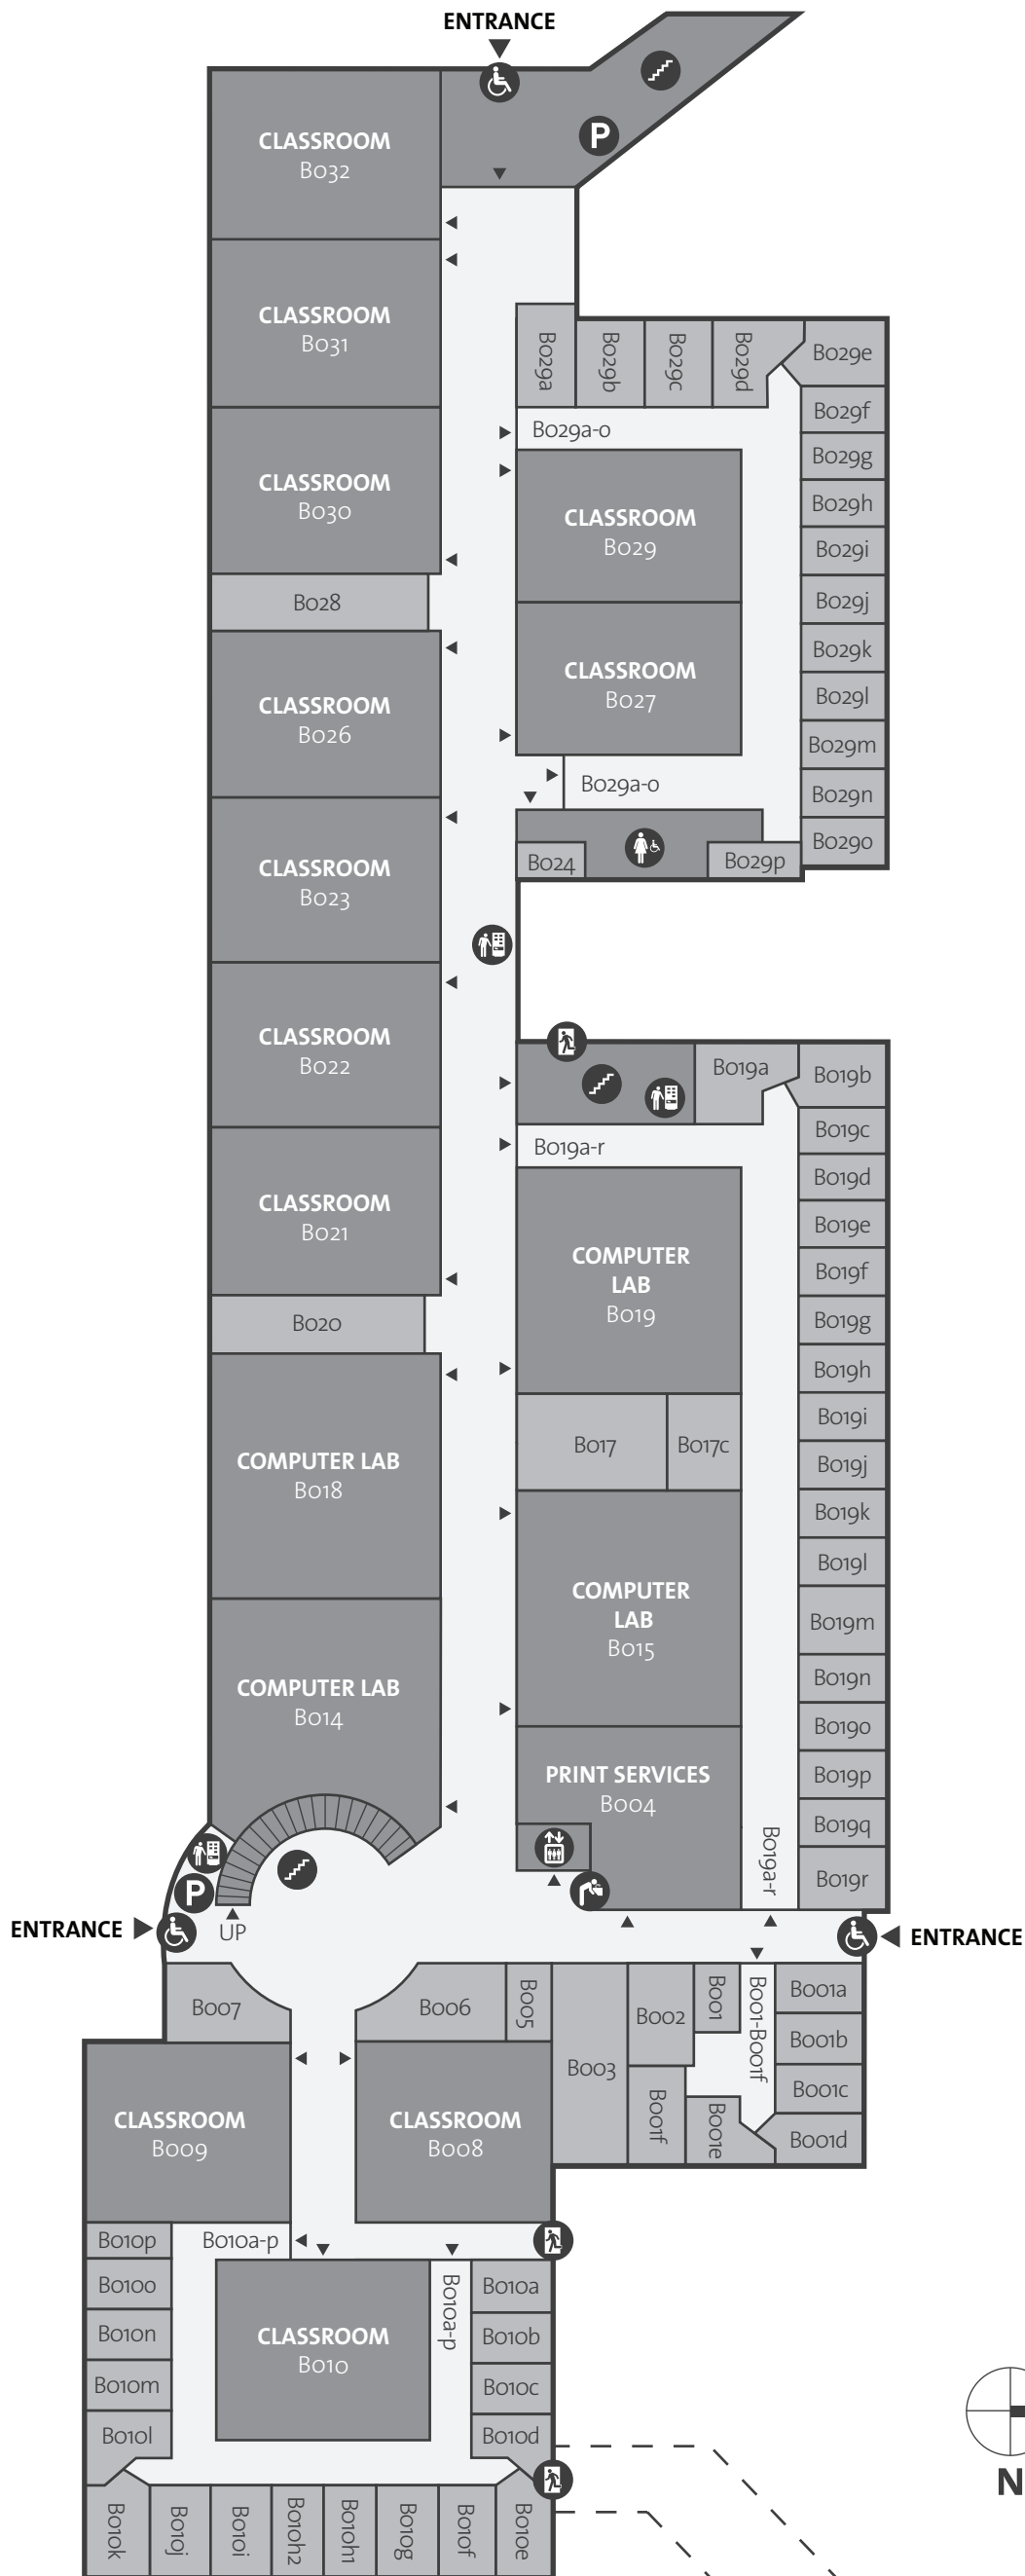 ENTRANCE
P
CLASSROOM
B032
CLASSROOM
B031
B029a
B029b
B029c
B029d
B029e
B029f
B029a-o
B029g
CLASSROOM
B030
CLASSROOM
B029
B029h
B029i
B028
B029j
CLASSROOM
B027
B029k
CLASSROOM
B026
B029l
B029m
B029a-o
B029n
B029o
CLASSROOM
B023
B024
B029p
CLASSROOM
B022
B019a
B019b
B019c
B019a-r
B019d
CLASSROOM
B021
B019e
COMPUTER
LAB
B019
B019f
B020
B019g
B019h
B019i
B017
B017c
COMPUTER LAB
B018
B019j
B019k
B019l
COMPUTER
LAB
B015
B019m
B019n
COMPUTER LAB
B014
B019o
PRINT SERVICES
B004
B019p
B019q
B019a-r
B019r
P
ENTRANCE
UP
ENTRANCE
B007
B006
B005
B003
B002
B001
B001-B001f
B001a
B001b
B001c
B001d
B001e
B001f
CLASSROOM
B009
CLASSROOM
B008
B010p
B010a-p
B010o
B010a-p
B010a
B010n
CLASSROOM
B010
B010b
B010m
B010c
B010l
B010d
N
B010k
B010j
B010i
B010h2
B010h1
B010g
B010f
B010e